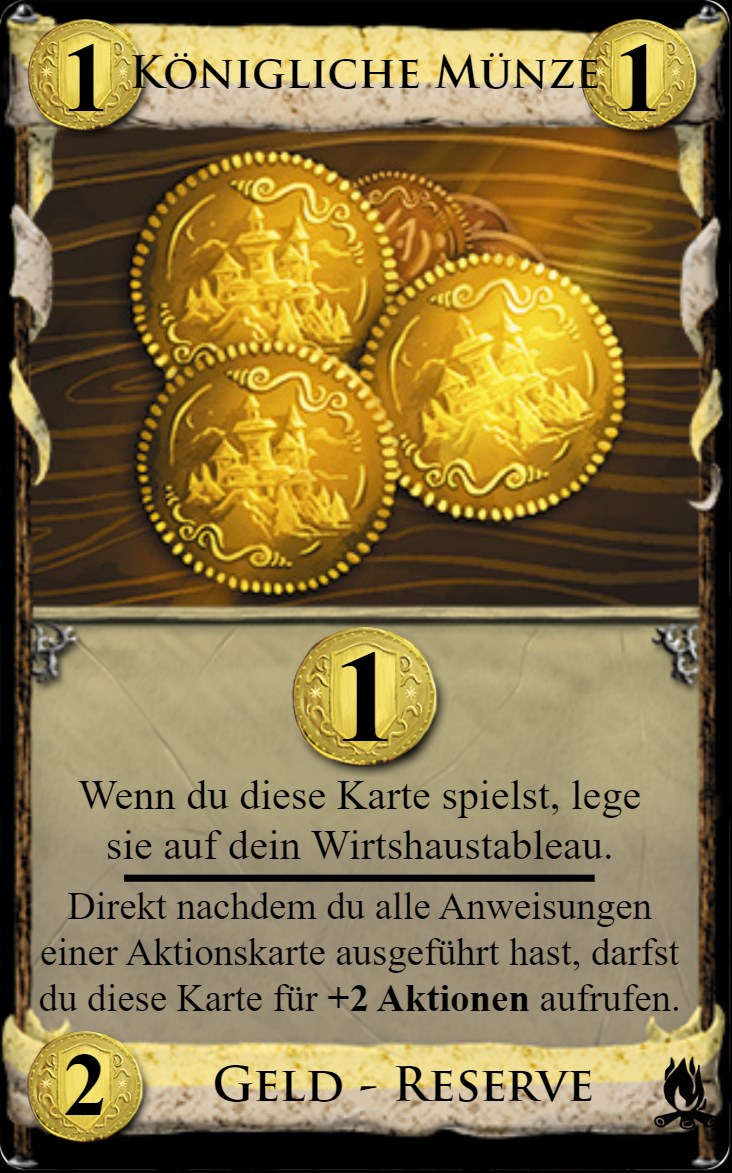 1 KÖNIGLICHE MÜNZE 1
1
Wenn du diese Karte spielst, lege
sie auf dein Wirtshaustableau.
Direkt nachdem du alle Anweisungen
einer Aktionskarte ausgeführt hast, darfst
du diese Karte für +2 Aktionen aufrufen.
2 GELD - RESERVE